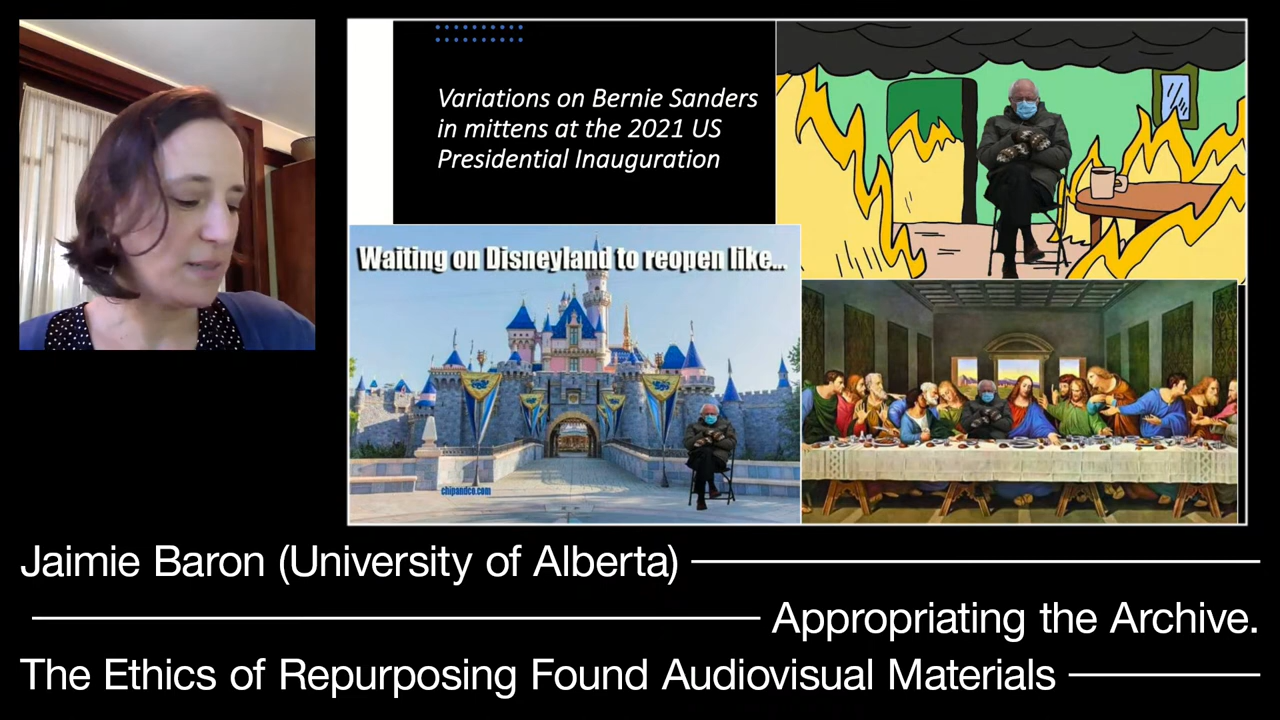 Variations on Bernie Sanders
in mittens at the 2021 US
Presidential Inauguration
Waiting on Disneyland to reopen like...
chipandco.com
Jaimie Baron (University of Alberta)
Appropriating the Archive.
The Ethics of Repurposing Found Audiovisual Materials